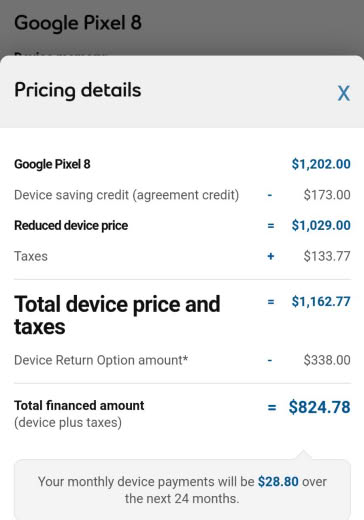 Google Pixel 8
Pricing details X
Google Pixel 8 $1,202.00
Device saving credit (agreement credit) - $173.00
Reduced device price = $1,029.00
Taxes + $133.77
Total device price and = $1,162.77
taxes
Device Return Option amount* - $338.00
Total financed amount = $824.78
(device plus taxes)
Your monthly device payments will be $28.80 over
the next 24 months.